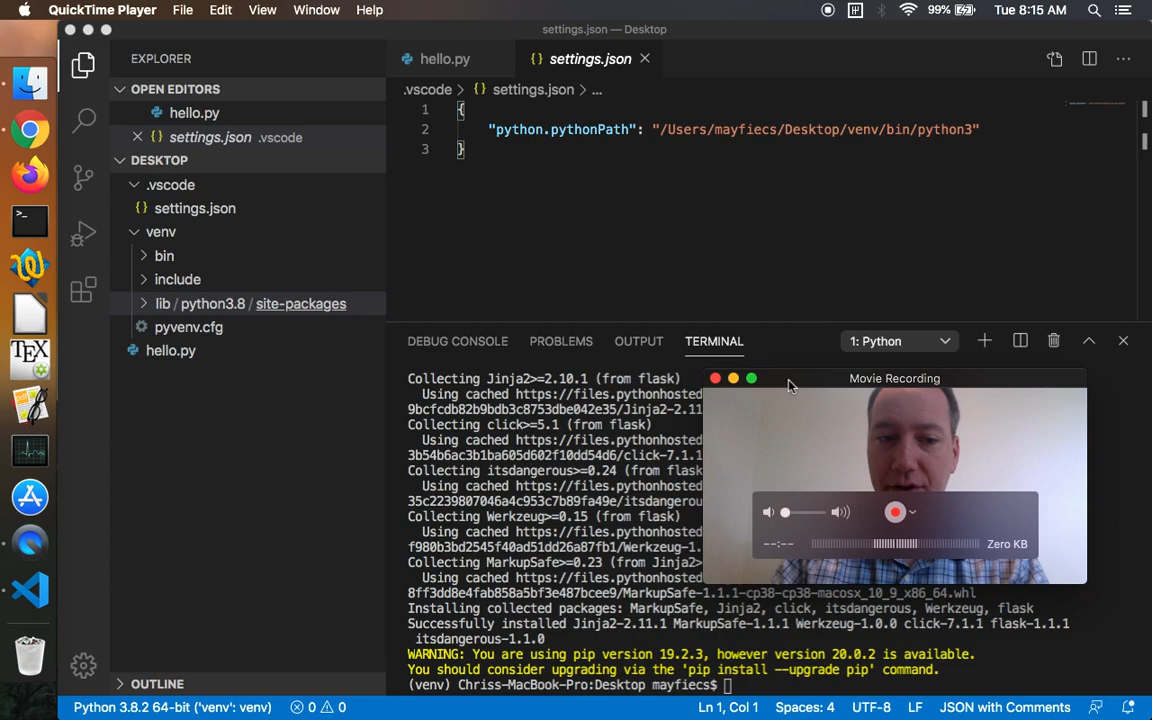 QuickTime Player File Edit View Window Help
99% Tue 8:15 AM
settings.json — Desktop
EXPLORER
OPEN EDITORS
hello.py
settings.json .vscode
DESKTOP
.vscode
settings.json
venv
bin
include
lib / python3.8 / site-packages
pyvenv.cfg
hello.py
OUTLINE
hello.py
settings.json
.vscode > {} settings.json > ...
1 {
2 "python.pythonPath": "/Users/mayfiecs/Desktop/venv/bin/python3"
3 }
DEBUG CONSOLE PROBLEMS OUTPUT TERMINAL 1: Python
Collecting Jinja2>=2.10.1 (from flask)
Using cached https://files.pythonhosted
9bcfcdb82b9bdb3c8753dbe042e35/Jinja2-2.11
Collecting click>=5.1 (from flask)
Using cached https://files.pythonhosted
3b54b6ac3b1ba605d602f10dd54d6/click-7.1.1
Collecting itsdangerous>=0.24 (from flask)
Using cached https://files.pythonhosted
35c2239807046a4c953c7b89fa49e/itsdangerou
Collecting Werkzeug>=0.15 (from flask)
Using cached https://files.pythonhosted
f980b3bd2545f40ad51dd26a87fb1/Werkzeug-1.
Collecting MarkupSafe>=0.23 (from Jinja2>
Using cached https://files.pythonhosted
8ff3dd8e4fab858a5bf3e487bcee9/MarkupSafe-1.1.1-cp38-cp38-macosx_10_9_x86_64.whl
Installing collected packages: MarkupSafe, Jinja2, click, itsdangerous, Werkzeug, flask
Successfully installed Jinja2-2.11.1 MarkupSafe-1.1.1 Werkzeug-1.0.0 click-7.1.1 flask-1.1.1
itsdangerous-1.1.0
WARNING: You are using pip version 19.2.3, however version 20.0.2 is available.
You should consider upgrading via the 'pip install --upgrade pip' command.
(venv) Chriss-MacBook-Pro:Desktop mayfiecs$
Movie Recording
--:-- Zero KB
TEX
Python 3.8.2 64-bit ('venv': venv) 0 0
Ln 1, Col 1 Spaces: 4 UTF-8 LF JSON with Comments